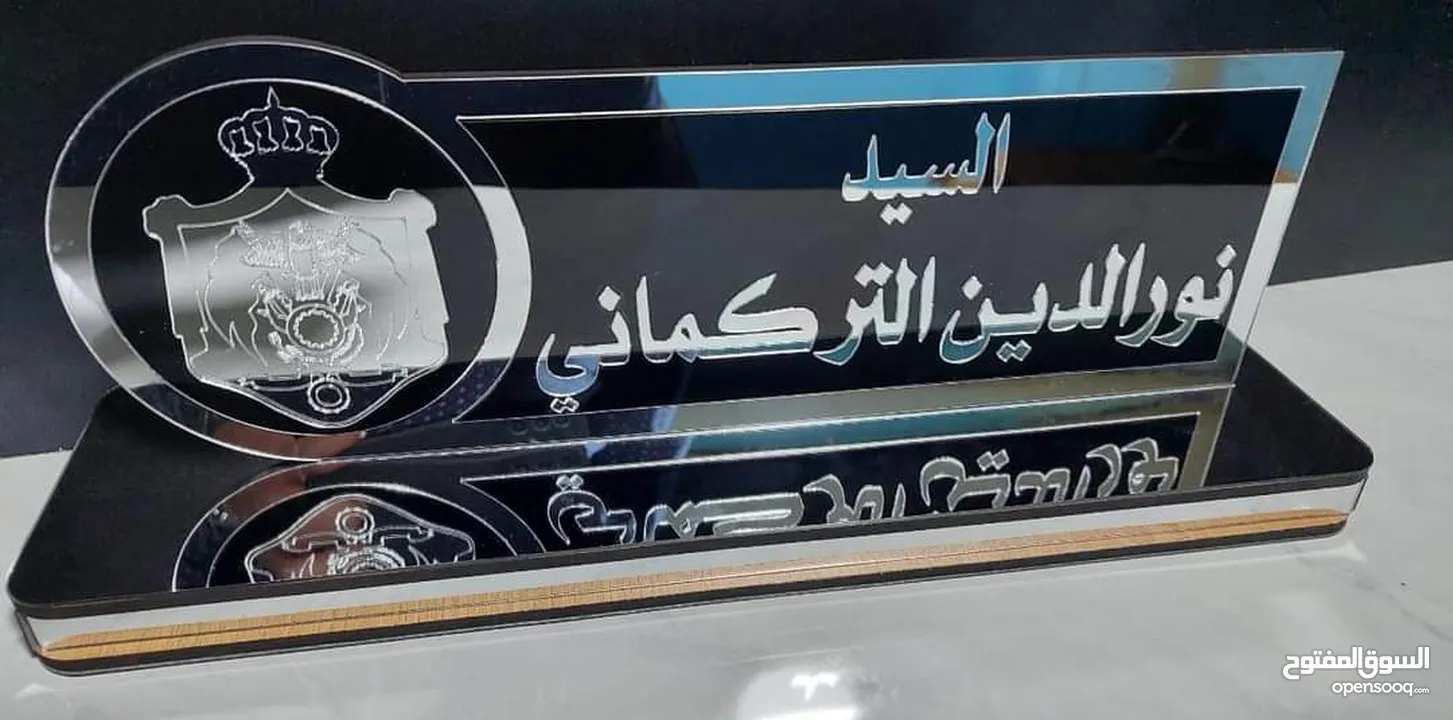 السيد
نورالدين التركماني
السوق المفتوح
opensooq.com